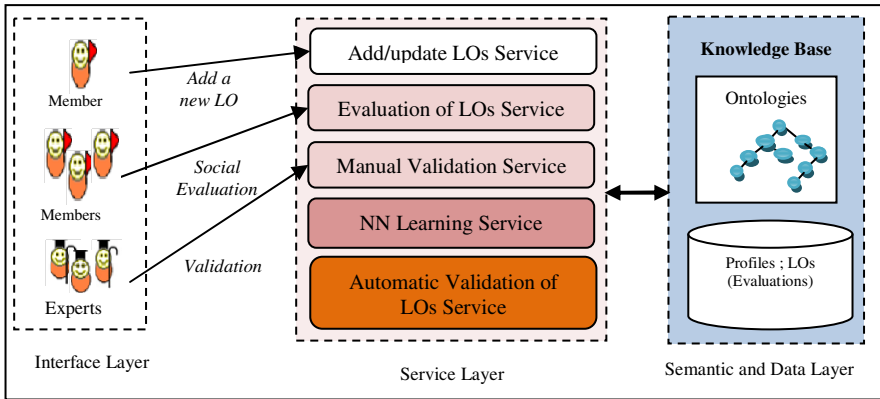 Member
Members
Experts
Interface Layer
Add a
new LO
Social
Evaluation
Validation
Add/update LOs Service
Evaluation of LOs Service
Manual Validation Service
NN Learning Service
Automatic Validation of
LOs Service
Service Layer
Knowledge Base
Ontologies
Profiles ; LOs
(Evaluations)
Semantic and Data Layer